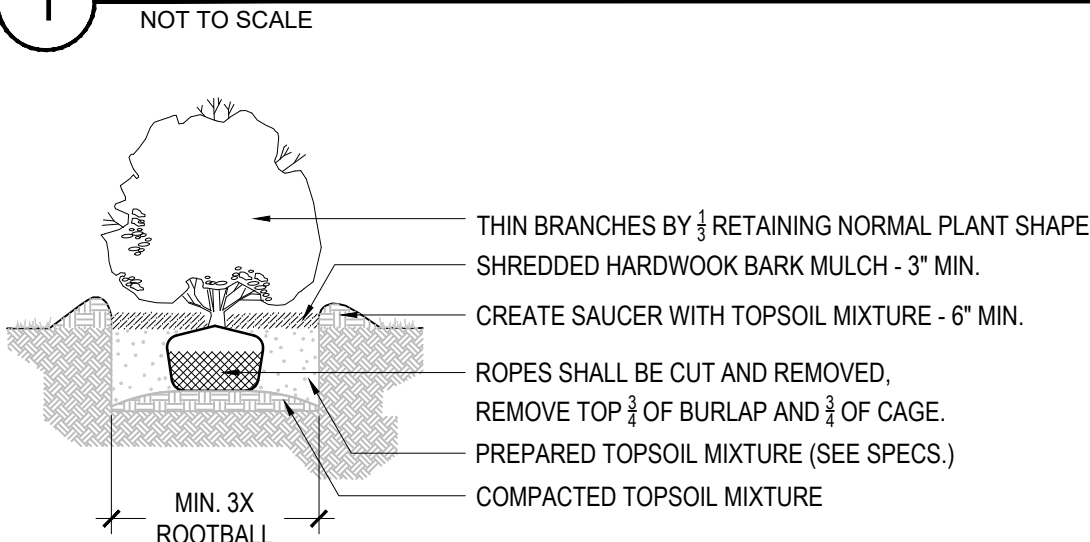 1
NOT TO SCALE
THIN BRANCHES BY 1/3 RETAINING NORMAL PLANT SHAPE
SHREDDED HARDWOOK BARK MULCH - 3" MIN.
CREATE SAUCER WITH TOPSOIL MIXTURE - 6" MIN.
ROPES SHALL BE CUT AND REMOVED,
REMOVE TOP 3/4 OF BURLAP AND 3/4 OF CAGE.
PREPARED TOPSOIL MIXTURE (SEE SPECS.)
COMPACTED TOPSOIL MIXTURE
MIN. 3X
ROOTBALL